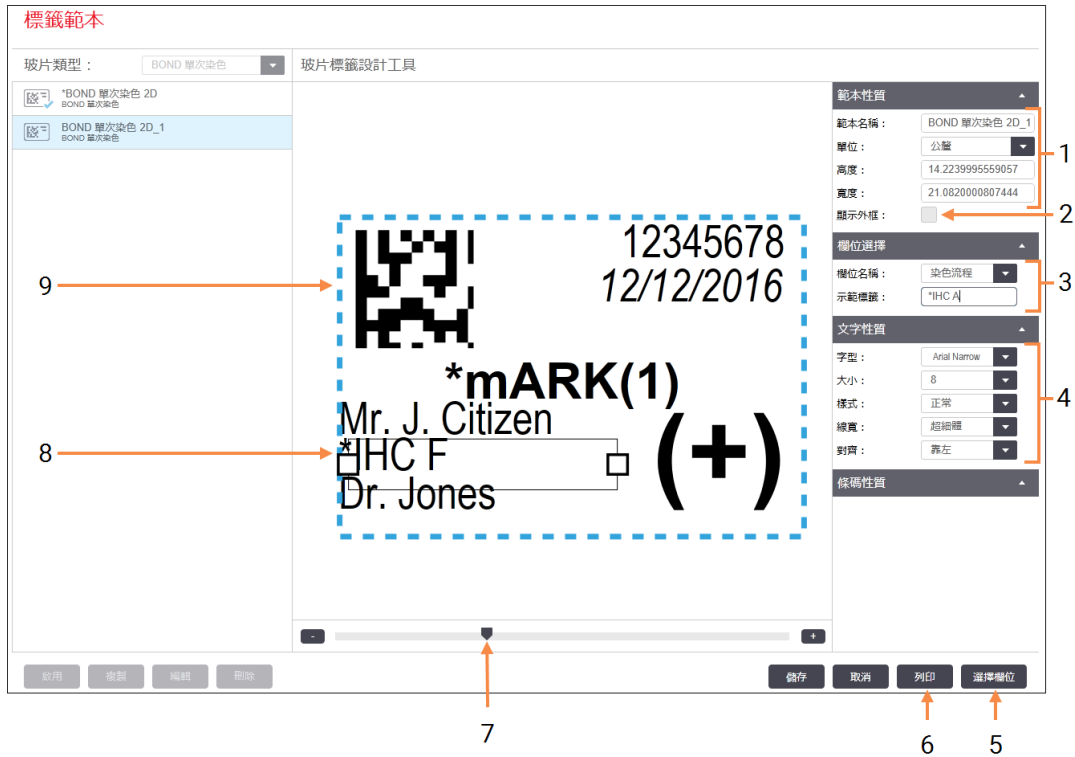 標籤範本
玻片類型：
BOND 單次染色
玻片標籤設計工具
*BOND 單次染色 2D
BOND 單次染色
BOND 單次染色 2D_1
BOND 單次染色
12345678
12/12/2016
*mARK(1)
Mr. J. Citizen
*IHC F
Dr. Jones
(+)
範本性質
範本名稱：
BOND 單次染色 2D_1
單位：
公釐
高度：
14.2239995559057
寬度：
21.0820000807444
顯示外框：
欄位選擇
欄位名稱：
染色流程
示範標籤：
*IHC A
文字性質
字型：
Arial Narrow
大小：
8
樣式：
正常
線寬：
超細體
對齊：
靠左
條碼性質
1
2
3
4
9
8
-
+
啟用
複製
編輯
刪除
儲存
取消
列印
選擇欄位
7
6
5